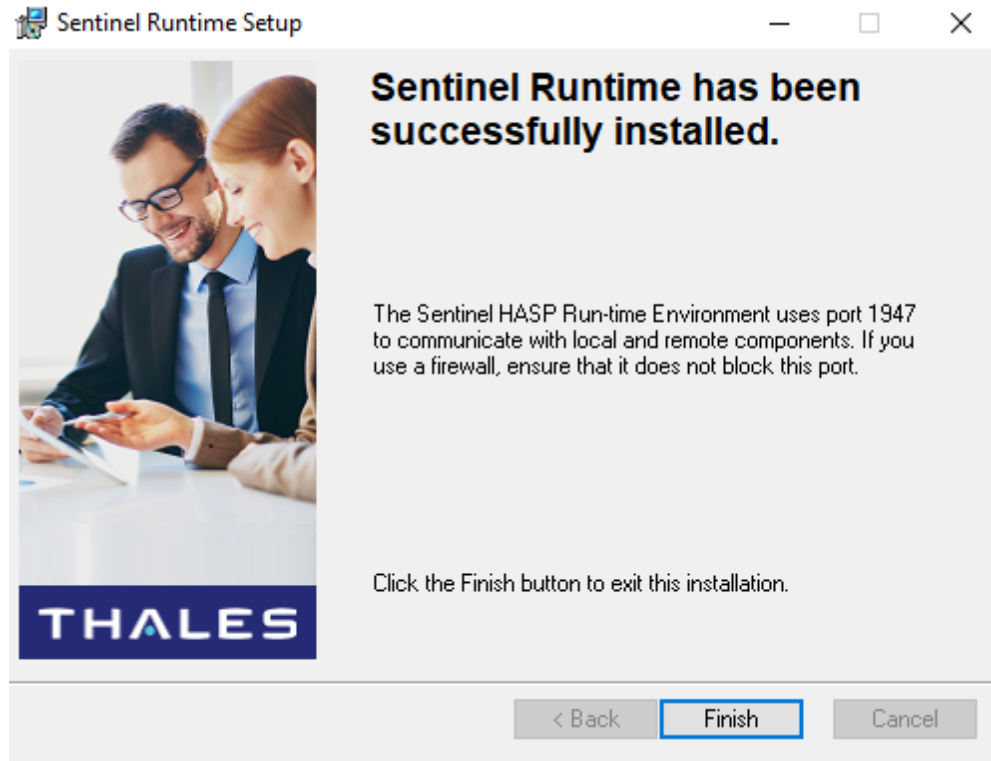 Sentinel Runtime Setup
Sentinel Runtime has been
successfully installed.
The Sentinel HASP Run-time Environment uses port 1947
to communicate with local and remote components. If you
use a firewall, ensure that it does not block this port.
Click the Finish button to exit this installation.
THALES
< Back
Finish
Cancel